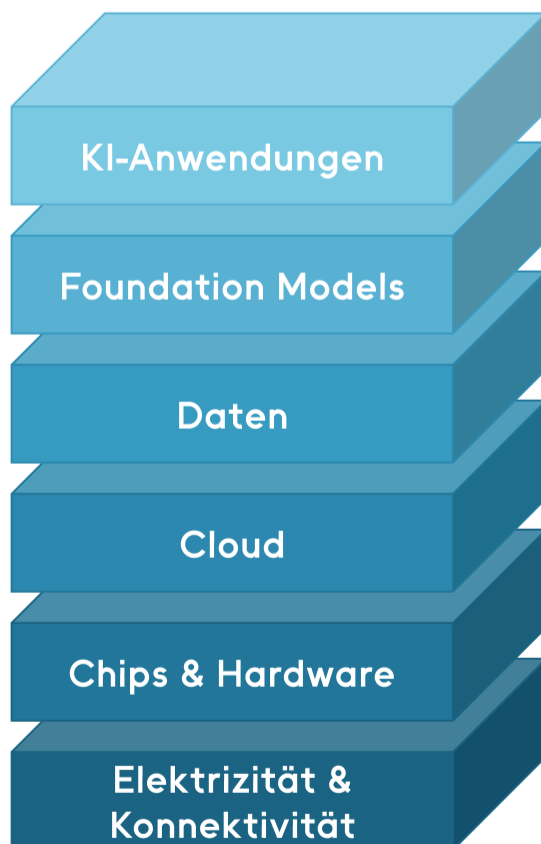 KI-Anwendungen
Foundation Models
Daten
Cloud
Chips & Hardware
Elektrizität &
Konnektivität